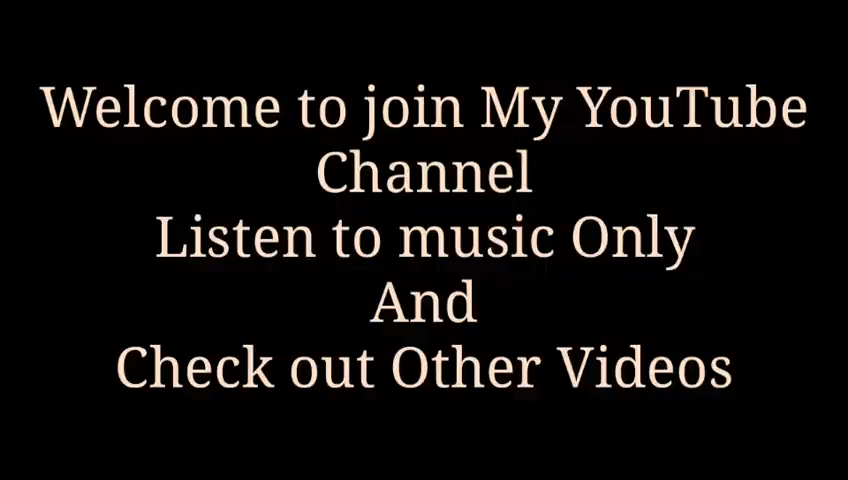 Welcome to join My YouTube
Channel
Listen to music Only
And
Check out Other Videos